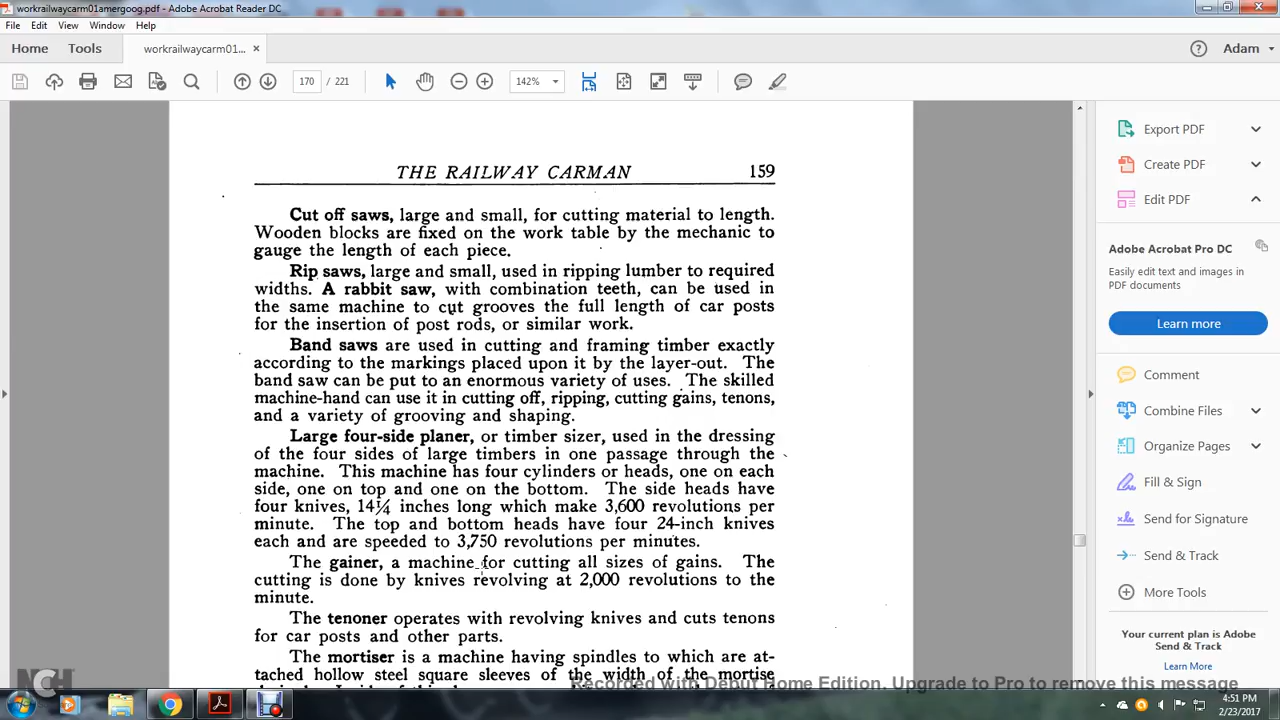 workrailwaycarm01amergoog.pdf - Adobe Acrobat Reader DC
File Edit View Window Help
Home Tools workrailwaycarm01... × Adam
170 / 221 142%
THE RAILWAY CARMAN 159
Cut off saws, large and small, for cutting material to length.
Wooden blocks are fixed on the work table by the mechanic to
gauge the length of each piece.
Rip saws, large and small, used in ripping lumber to required
widths. A rabbit saw, with combination teeth, can be used in
the same machine to cut grooves the full length of car posts
for the insertion of post rods, or similar work.
Band saws are used in cutting and framing timber exactly
according to the markings placed upon it by the layer-out. The
band saw can be put to an enormous variety of uses. The skilled
machine-hand can use it in cutting off, ripping, cutting gains, tenons,
and a variety of grooving and shaping.
Large four-side planer, or timber sizer, used in the dressing
of the four sides of large timbers in one passage through the
machine. This machine has four cylinders or heads, one on each
side, one on top and one on the bottom. The side heads have
four knives, 14¼ inches long which make 3,600 revolutions per
minute. The top and bottom heads have four 24-inch knives
each and are speeded to 3,750 revolutions per minutes.
The gainer, a machine for cutting all sizes of gains. The
cutting is done by knives revolving at 2,000 revolutions to the
minute.
The tenoner operates with revolving knives and cuts tenons
for car posts and other parts.
The mortiser is a machine having spindles to which are at-
tached hollow steel square sleeves of the width of the mortise
Export PDF
Create PDF
Edit PDF
Adobe Acrobat Pro DC
Easily edit text and images in
PDF documents
Learn more
Comment
Combine Files
Organize Pages
Fill & Sign
Send for Signature
Send & Track
More Tools
Your current plan is Adobe
Send & Track
Learn More
NCH
Recorded with Debut Home Edition. Upgrade to Pro to remove this message
4:51 PM
2/23/2017